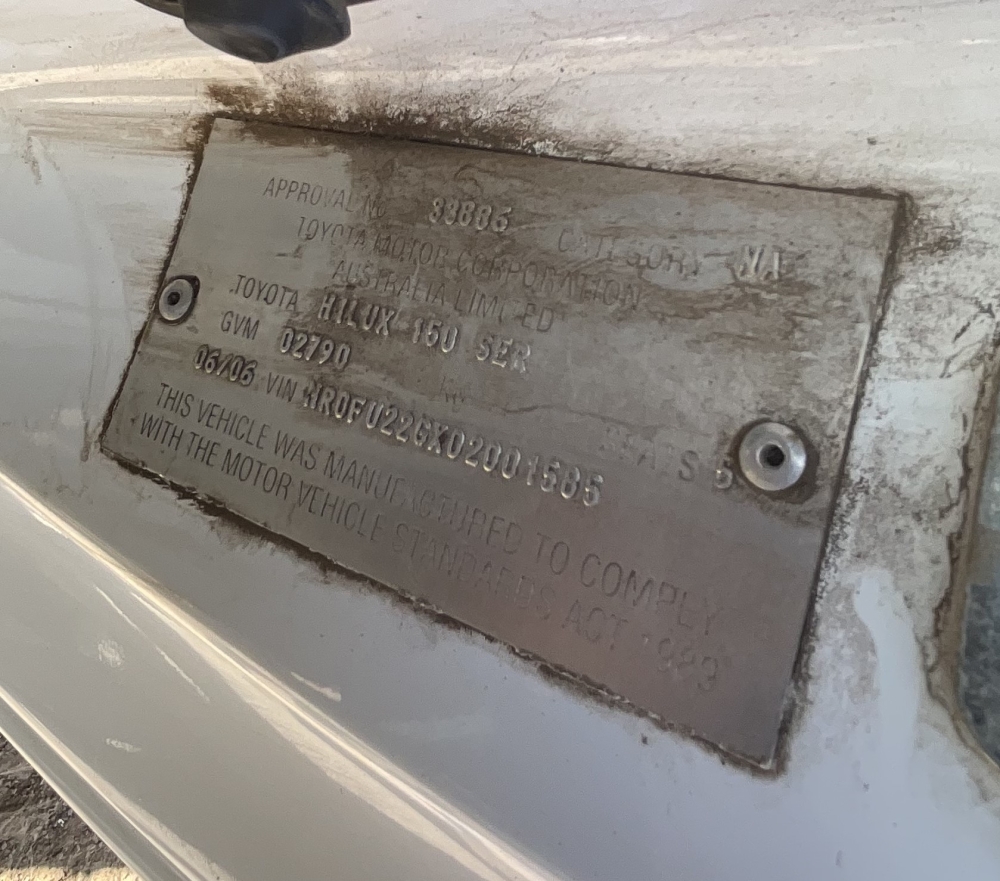 APPROVAL No CATEGORY NA
TOYOTA MOTOR CORPORATION
AUSTRALIA LIMITED
TOYOTA HILUX 150 SER
GVM 02790 SEATS 5
06/06 VIN
THIS VEHICLE WAS MANUFACTURED TO COMPLY
WITH THE MOTOR VEHICLE STANDARDS ACT 1989